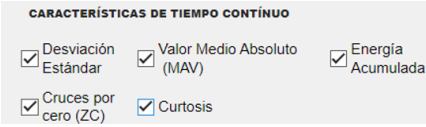 CARACTERÍSTICAS DE TIEMPO CONTÍNUO
Desviación Estándar
Valor Medio Absoluto (MAV)
Energía Acumulada
Cruces por cero (ZC)
Curtosis